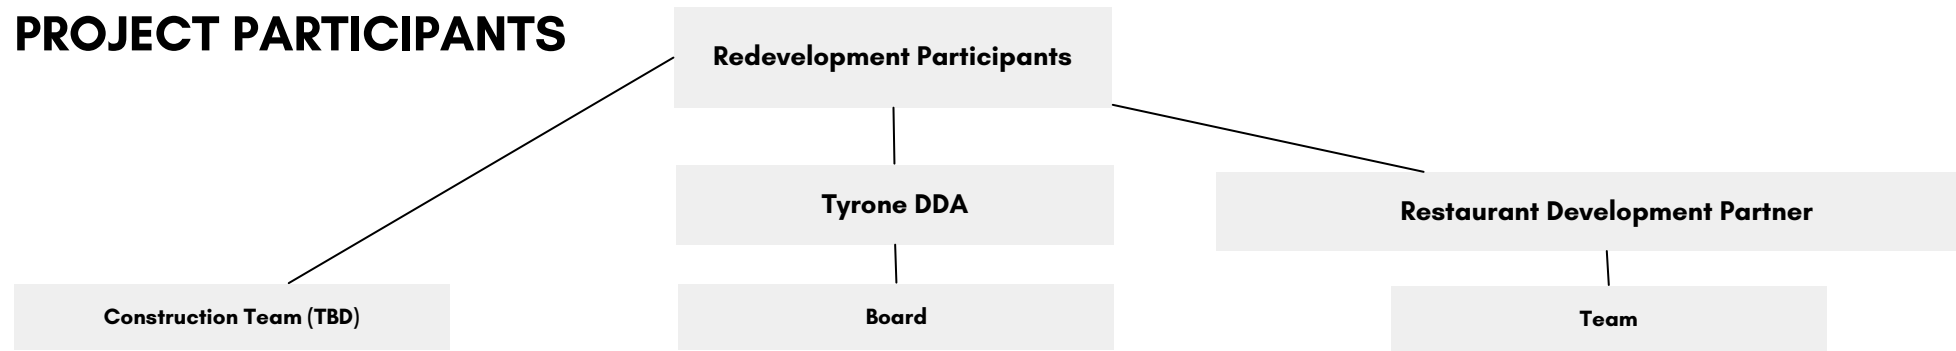 PROJECT PARTICIPANTS
Redevelopment Participants
Tyrone DDA
Restaurant Development Partner
Construction Team (TBD)
Board
Team